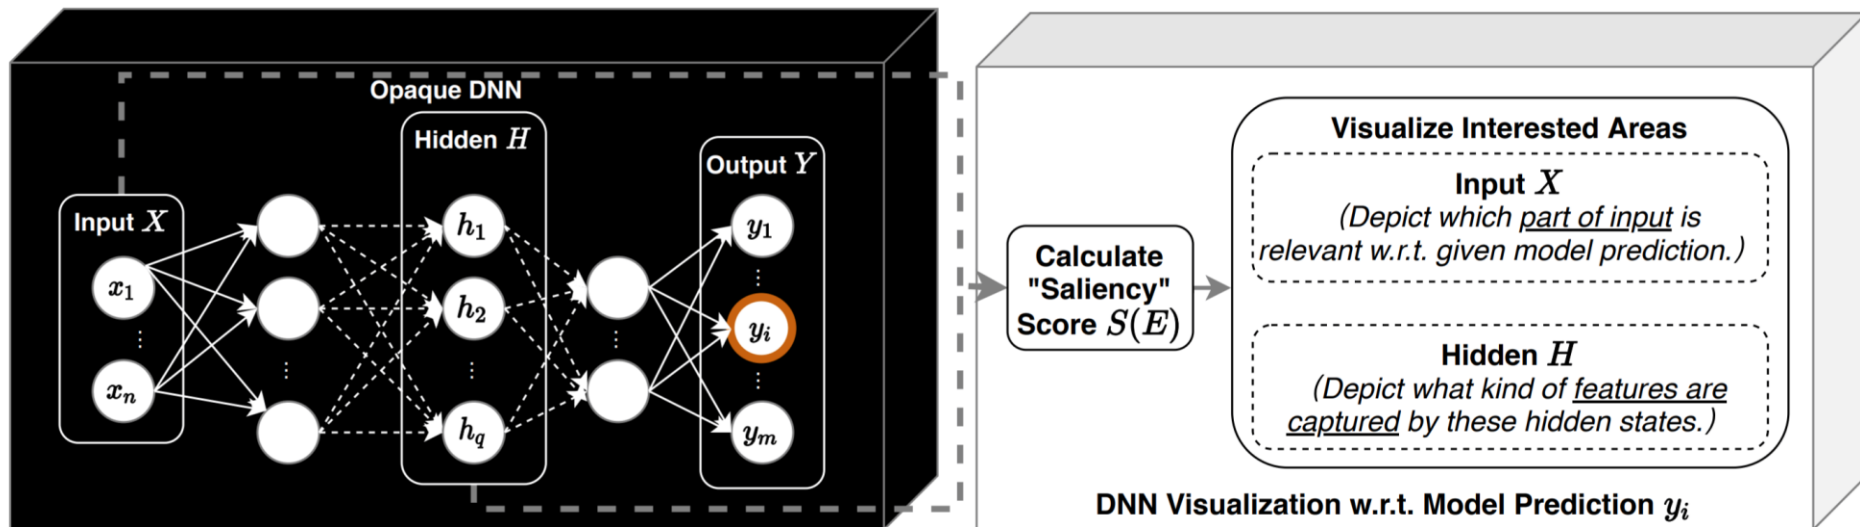 Opaque DNN
Input X
x₁
⋮
xₙ
⋮
Hidden H
h₁
h₂
⋮
h_q
⋮
Output Y
y₁
⋮
yᵢ
⋮
yₘ
Calculate
"Saliency"
Score S(E)
Visualize Interested Areas
Input X
(Depict which part of input is
relevant w.r.t. given model prediction.)
Hidden H
(Depict what kind of features are
captured by these hidden states.)
DNN Visualization w.r.t. Model Prediction yᵢ